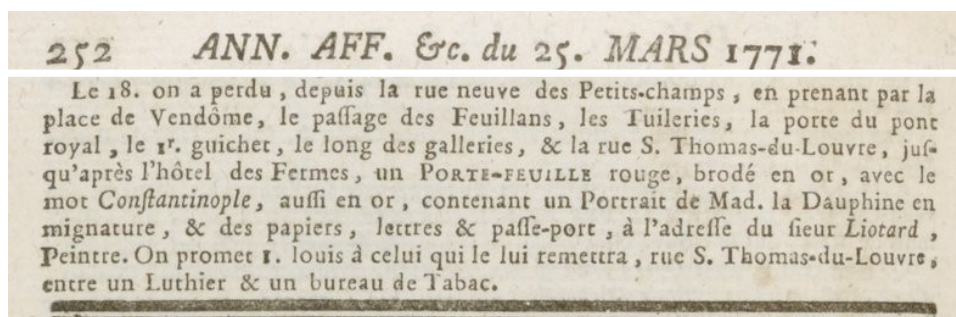 252 ANN. AFF. &c. du 25. MARS 1771.
Le 18. on a perdu, depuis la rue neuve des Petits-champs, en prenant par la
place de Vendôme, le paſſage des Feuillans, les Tuileries, la porte du pont
royal, le 1r. guichet, le long des galleries, & la rue S. Thomas-du-Louvre, juſ-
qu'après l'hôtel des Fermes, un PORTE-FEUILLE rouge, brodé en or, avec le
mot Conſtantinople, auſſi en or, contenant un Portrait de Mad. la Dauphine en
mignature, & des papiers, lettres & paſſe-port, à l'adreſſe du ſieur Liotard,
Peintre. On promet 1. louis à celui qui le lui remettra, rue S. Thomas-du-Louvre,
entre un Luthier & un bureau de Tabac.